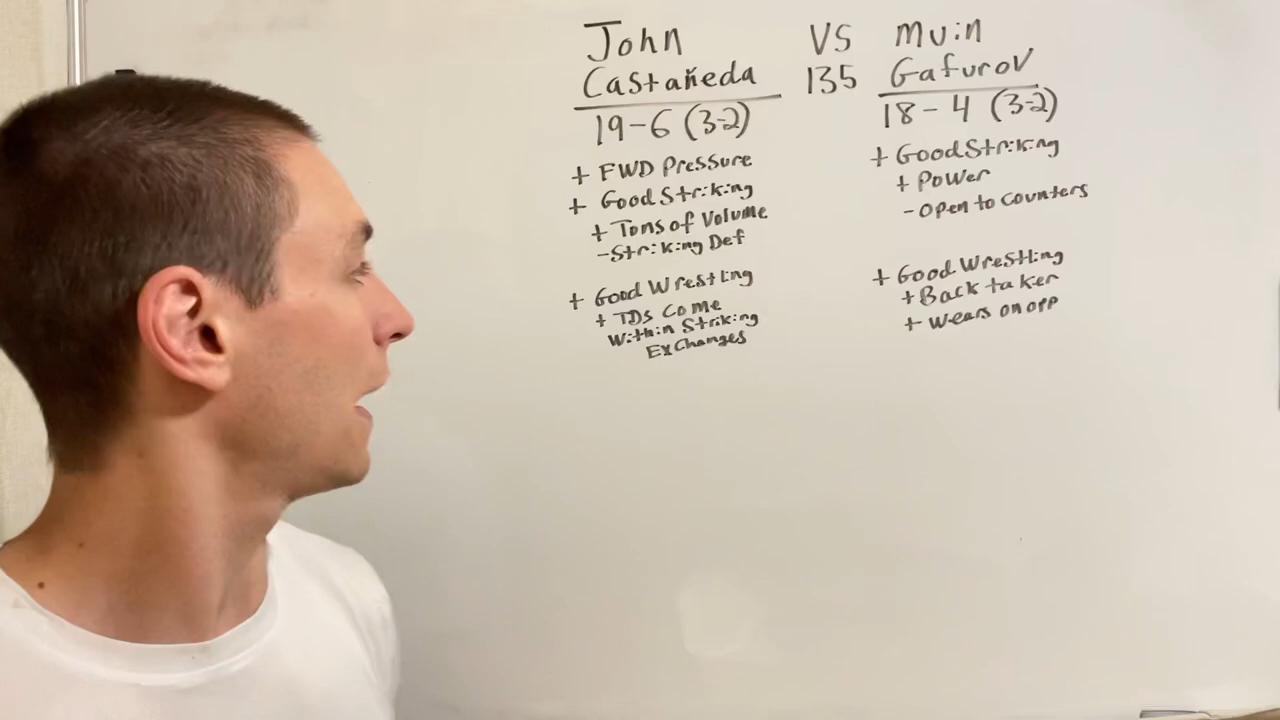 John VS Muin
Castañeda 135 Gafurov
19-6 (3-2)
+ FWD Pressure
+ Good Striking
+ Tons of Volume
- Striking Def
+ Good Wrestling
+ TDs Come
Within Striking
Exchanges
18-4 (3-2)
+ Good Striking
+ Power
- Open to Counters
+ Good Wrestling
+ Back taker
+ Wears on opp